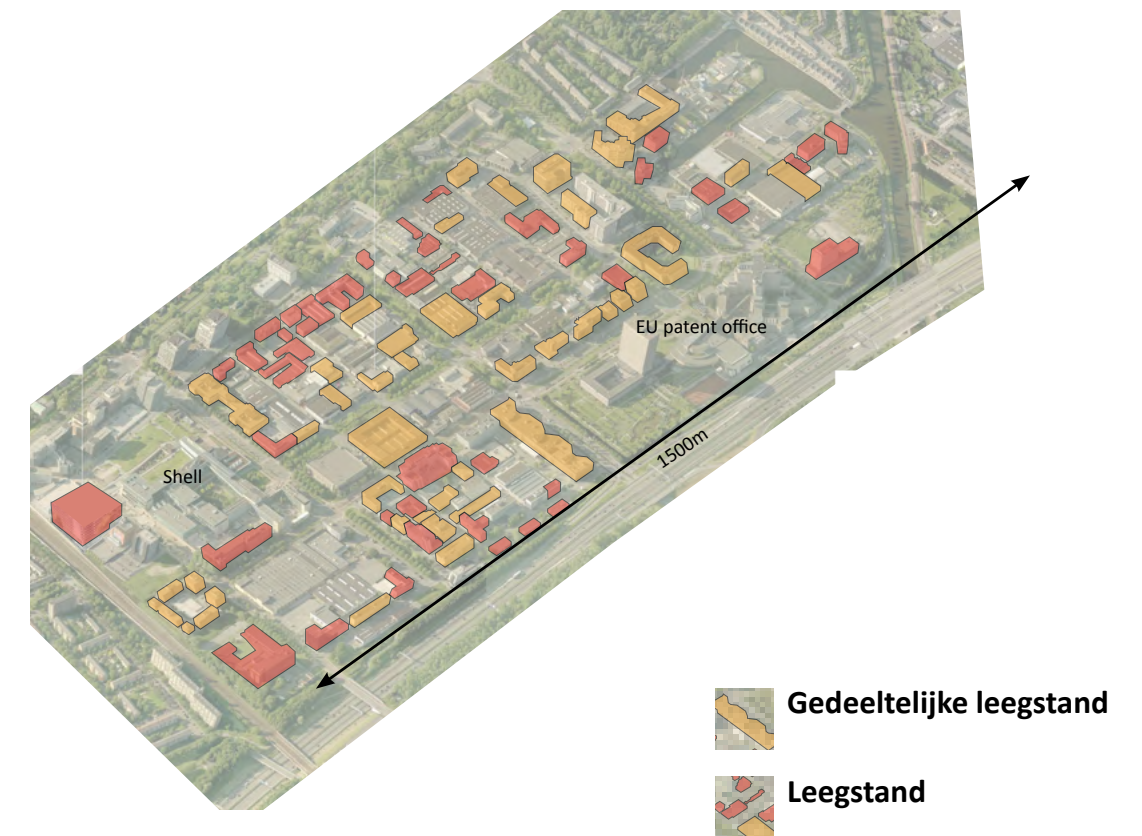 EU patent office
1500m
Shell
Gedeeltelijke leegstand
Leegstand